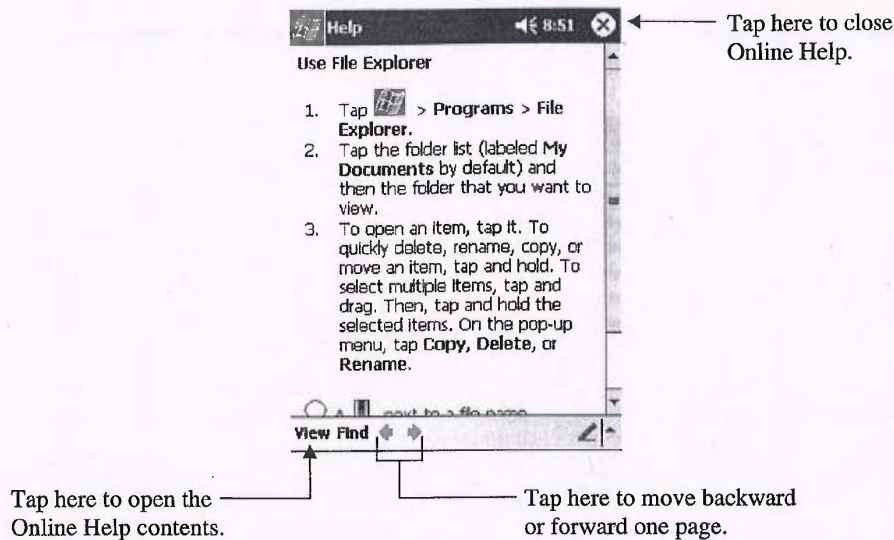 Help 8:51
Tap here to close
Online Help.
Use File Explorer
1. Tap > Programs > File
Explorer.
2. Tap the folder list (labeled My
Documents by default) and
then the folder that you want to
view.
3. To open an item, tap it. To
quickly delete, rename, copy, or
move an item, tap and hold. To
select multiple items, tap and
drag. Then, tap and hold the
selected items. On the pop-up
menu, tap Copy, Delete, or
Rename.
A next to a file name
View Find
Tap here to open the
Online Help contents.
Tap here to move backward
or forward one page.